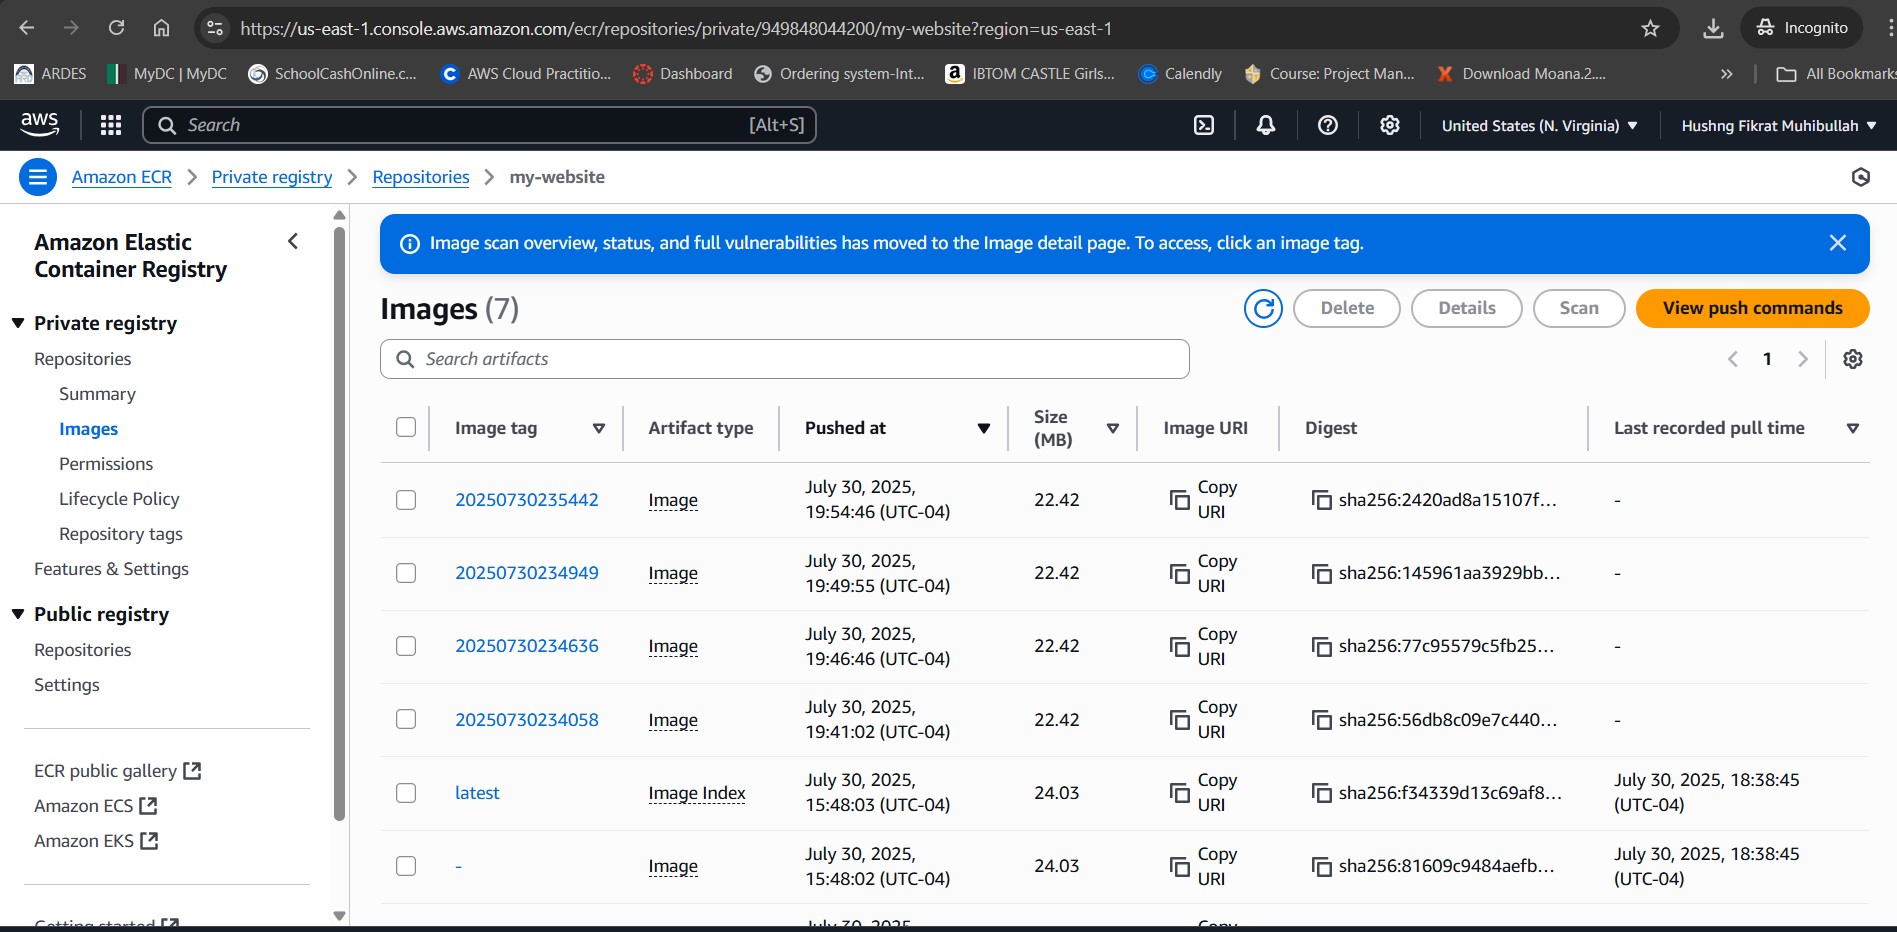 https://us-east-1.console.aws.amazon.com/ecr/repositories/private/949848044200/my-website?region=us-east-1
Incognito
ARDES
MyDC | MyDC
SchoolCashOnline.c...
AWS Cloud Practitio...
Dashboard
Ordering system-Int...
IBTOM CASTLE Girls...
Calendly
Course: Project Man...
Download Moana.2....
»
All Bookmarks
aws
Search
[Alt+S]
United States (N. Virginia)
Hushng Fikrat Muhibullah
Amazon ECR
Private registry
Repositories
my-website
Amazon Elastic
Container Registry
Private registry
Repositories
Summary
Images
Permissions
Lifecycle Policy
Repository tags
Features & Settings
Public registry
Repositories
Settings
ECR public gallery
Amazon ECS
Amazon EKS
Getting started
Image scan overview, status, and full vulnerabilities has moved to the Image detail page. To access, click an image tag.
Images (7)
Delete
Details
Scan
View push commands
Search artifacts
1
Image tag
Artifact type
Pushed at
Size
(MB)
Image URI
Digest
Last recorded pull time
20250730235442
Image
July 30, 2025,
19:54:46 (UTC-04)
22.42
Copy
URI
sha256:2420ad8a15107f...
-
20250730234949
Image
July 30, 2025,
19:49:55 (UTC-04)
22.42
Copy
URI
sha256:145961aa3929bb...
-
20250730234636
Image
July 30, 2025,
19:46:46 (UTC-04)
22.42
Copy
URI
sha256:77c95579c5fb25...
-
20250730234058
Image
July 30, 2025,
19:41:02 (UTC-04)
22.42
Copy
URI
sha256:56db8c09e7c440...
-
latest
Image Index
July 30, 2025,
15:48:03 (UTC-04)
24.03
Copy
URI
sha256:f34339d13c69af8...
July 30, 2025, 18:38:45
(UTC-04)
-
Image
July 30, 2025,
15:48:02 (UTC-04)
24.03
Copy
URI
sha256:81609c9484aefb...
July 30, 2025, 18:38:45
(UTC-04)
July 30, 2025,
Copy